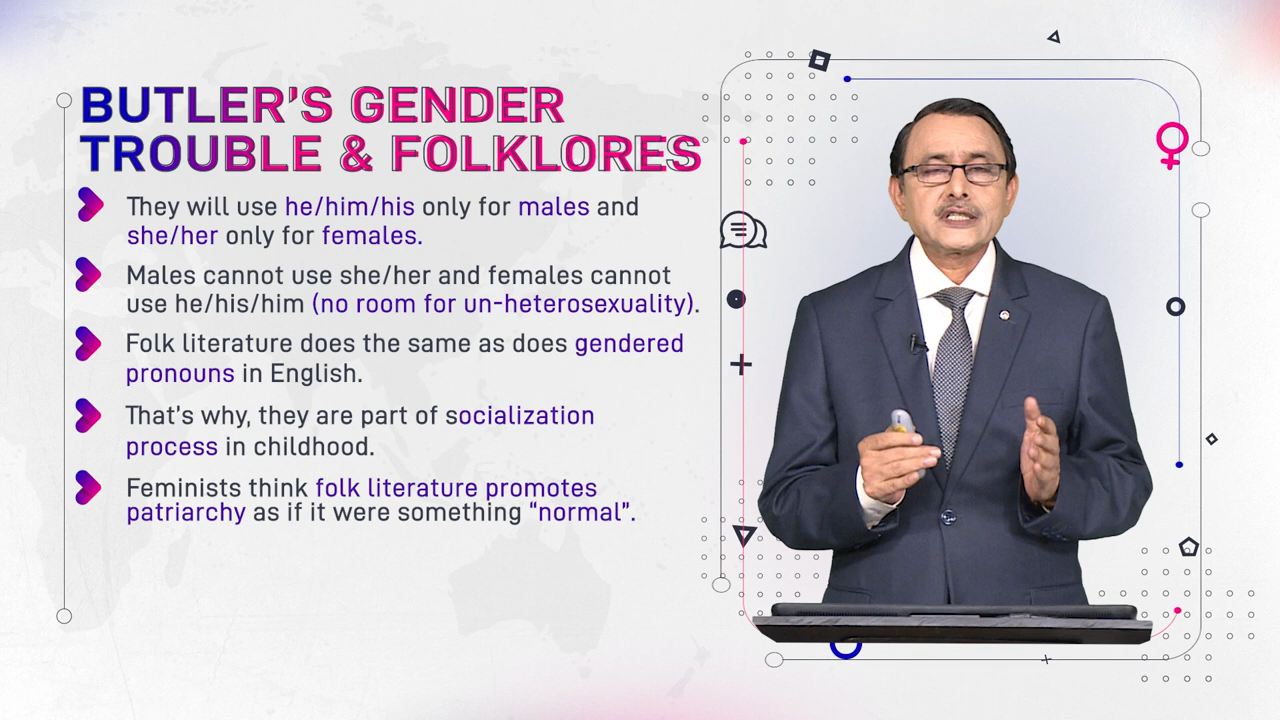 BUTLER'S GENDER
TROUBLE & FOLKLORES
They will use he/him/his only for males and
she/her only for females.
Males cannot use she/her and females cannot
use he/his/him (no room for un-heterosexuality).
Folk literature does the same as does gendered
pronouns in English.
That's why, they are part of socialization
process in childhood.
Feminists think folk literature promotes
patriarchy as if it were something “normal”.